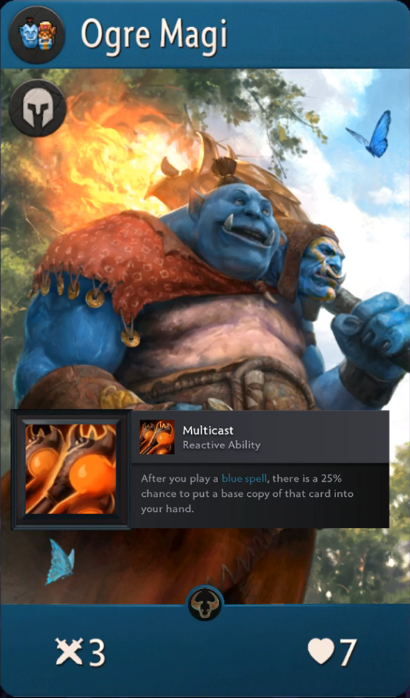 Ogre Magi
Multicast
Reactive Ability
After you play a blue spell, there is a 25%
chance to put a base copy of that card into
your hand.
3
7